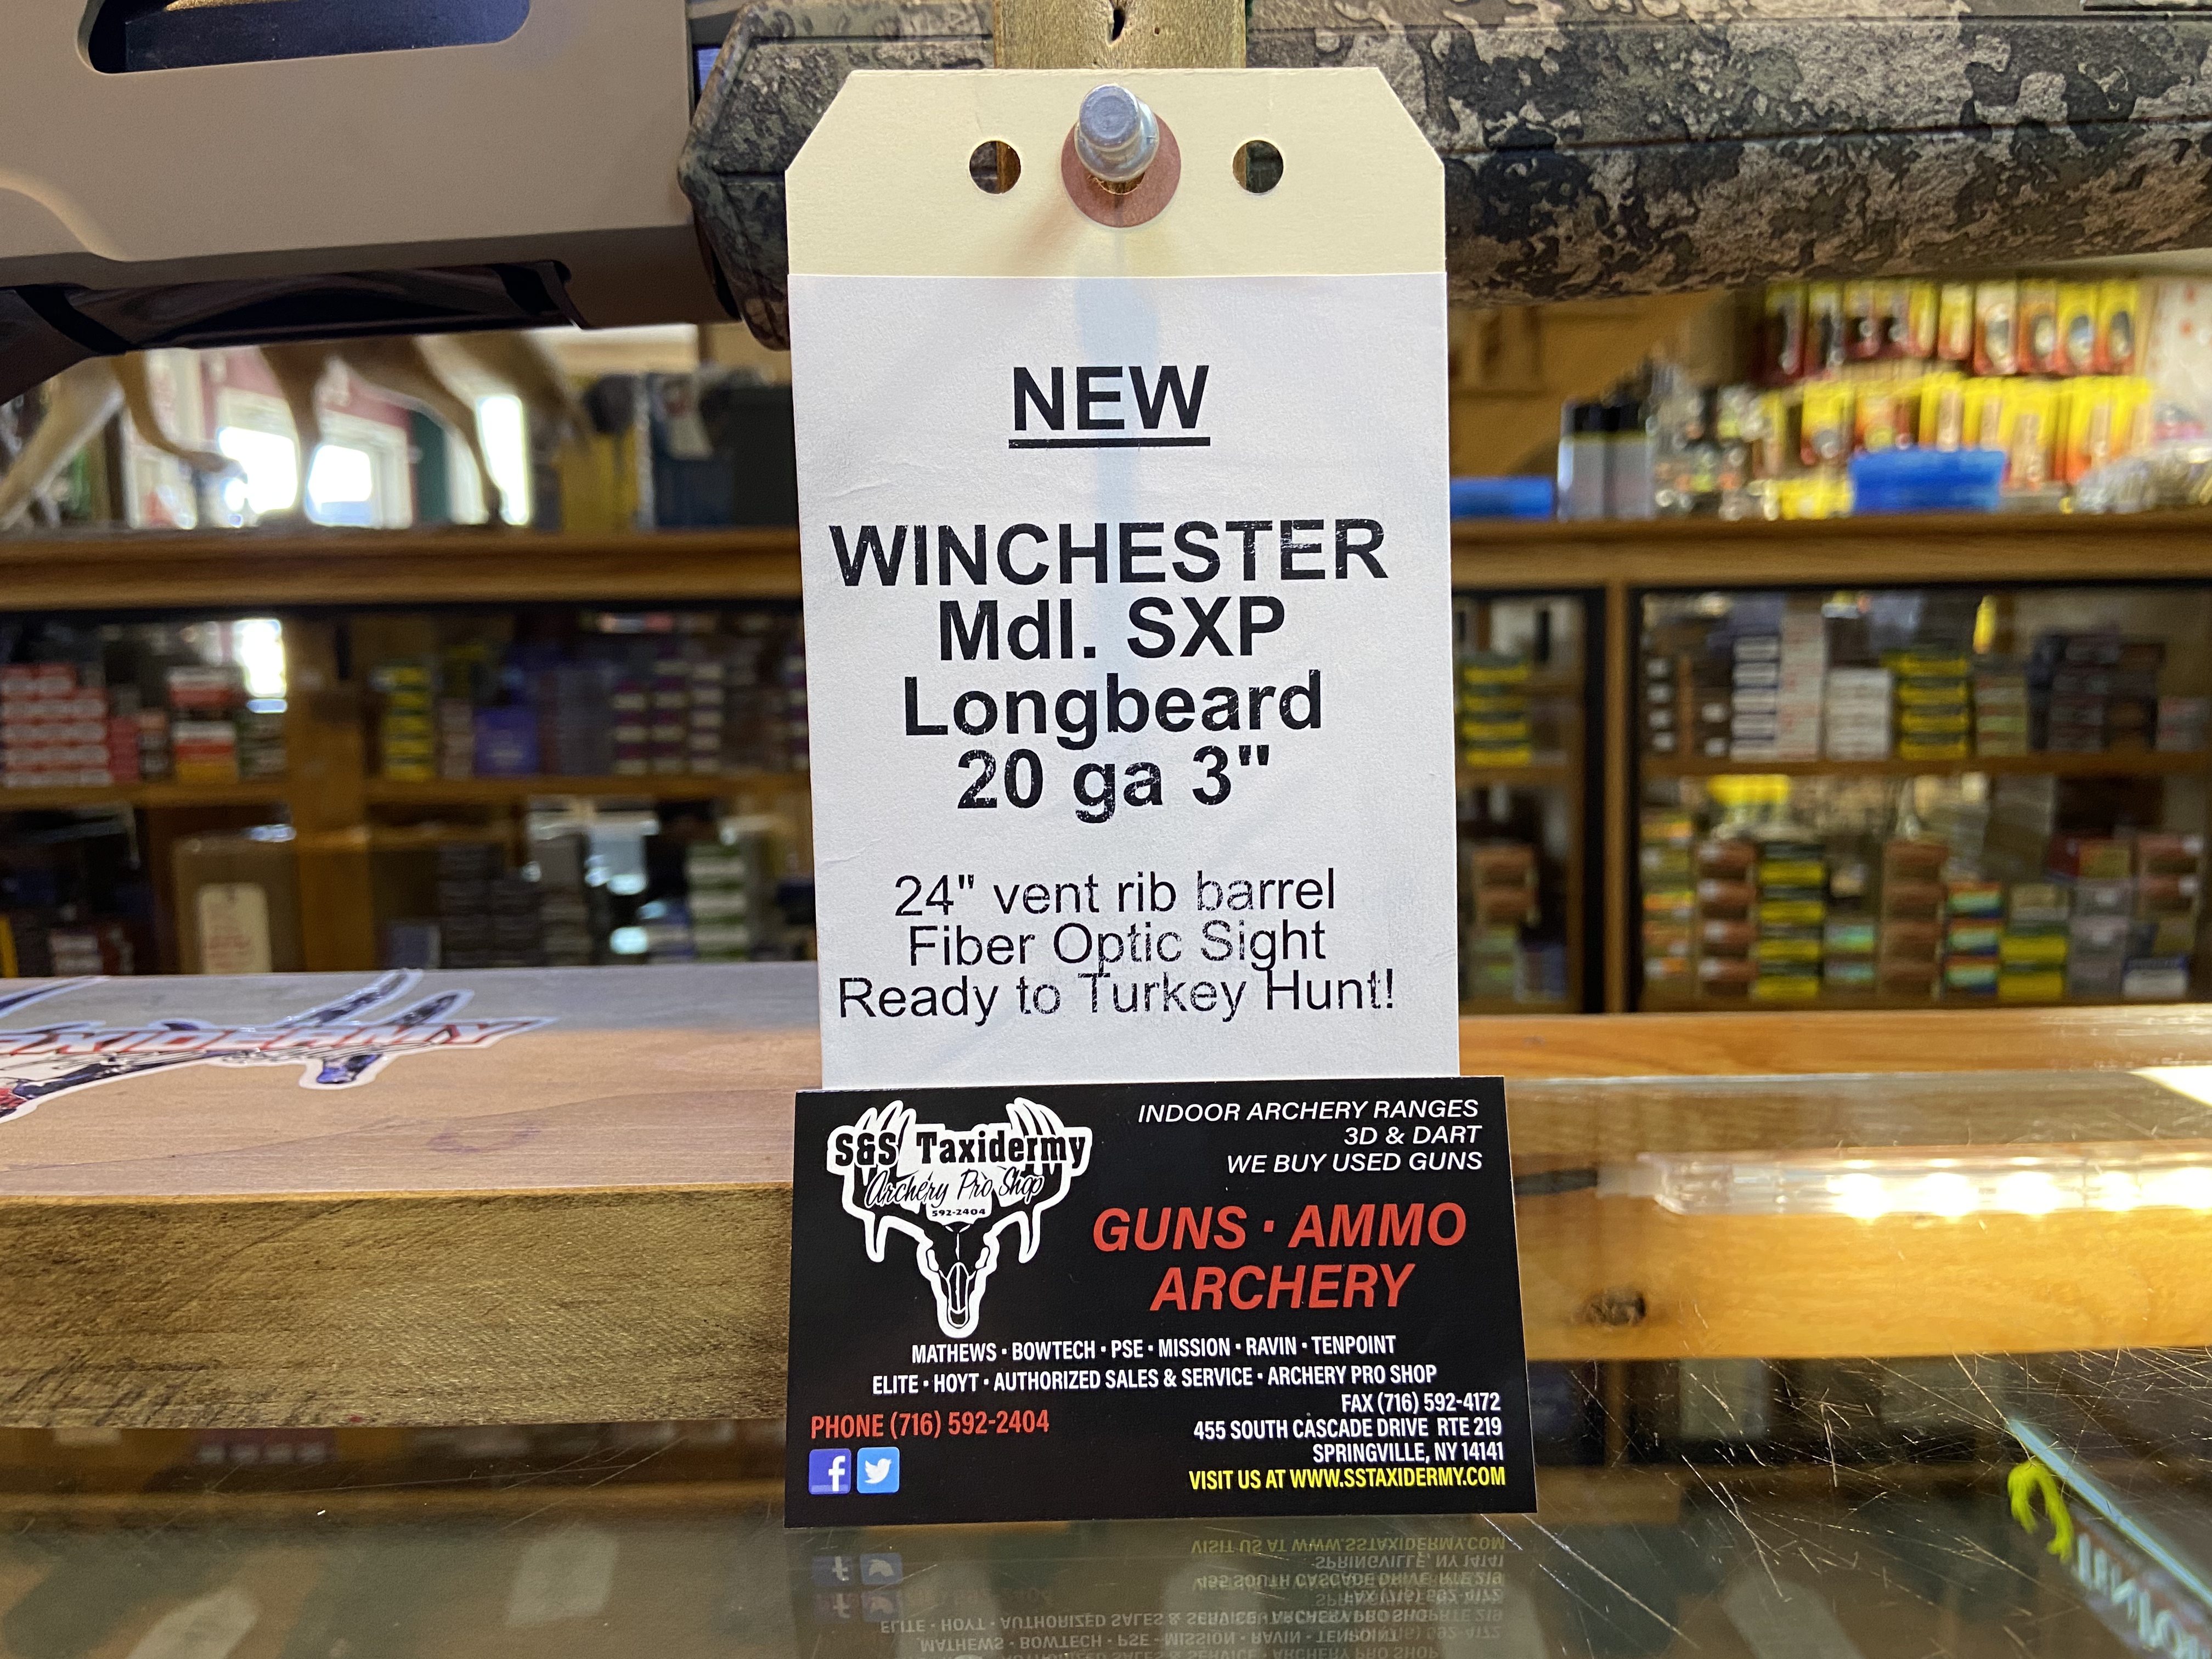 NEW
WINCHESTER
Mdl. SXP
Longbeard
20 ga 3"
24" vent rib barrel
Fiber Optic Sight
Ready to Turkey Hunt!
S&S Taxidermy
Archery Pro Shop
592-2404
INDOOR ARCHERY RANGES
3D & DART
WE BUY USED GUNS
GUNS • AMMO
ARCHERY
MATHEWS • BOWTECH • PSE • MISSION • RAVIN • TENPOINT
ELITE • HOYT • AUTHORIZED SALES & SERVICE • ARCHERY PRO SHOP
FAX (716) 592-4172
PHONE (716) 592-2404
455 SOUTH CASCADE DRIVE RTE 219
SPRINGVILLE, NY 14141
VISIT US AT WWW.SSTAXIDERMY.COM